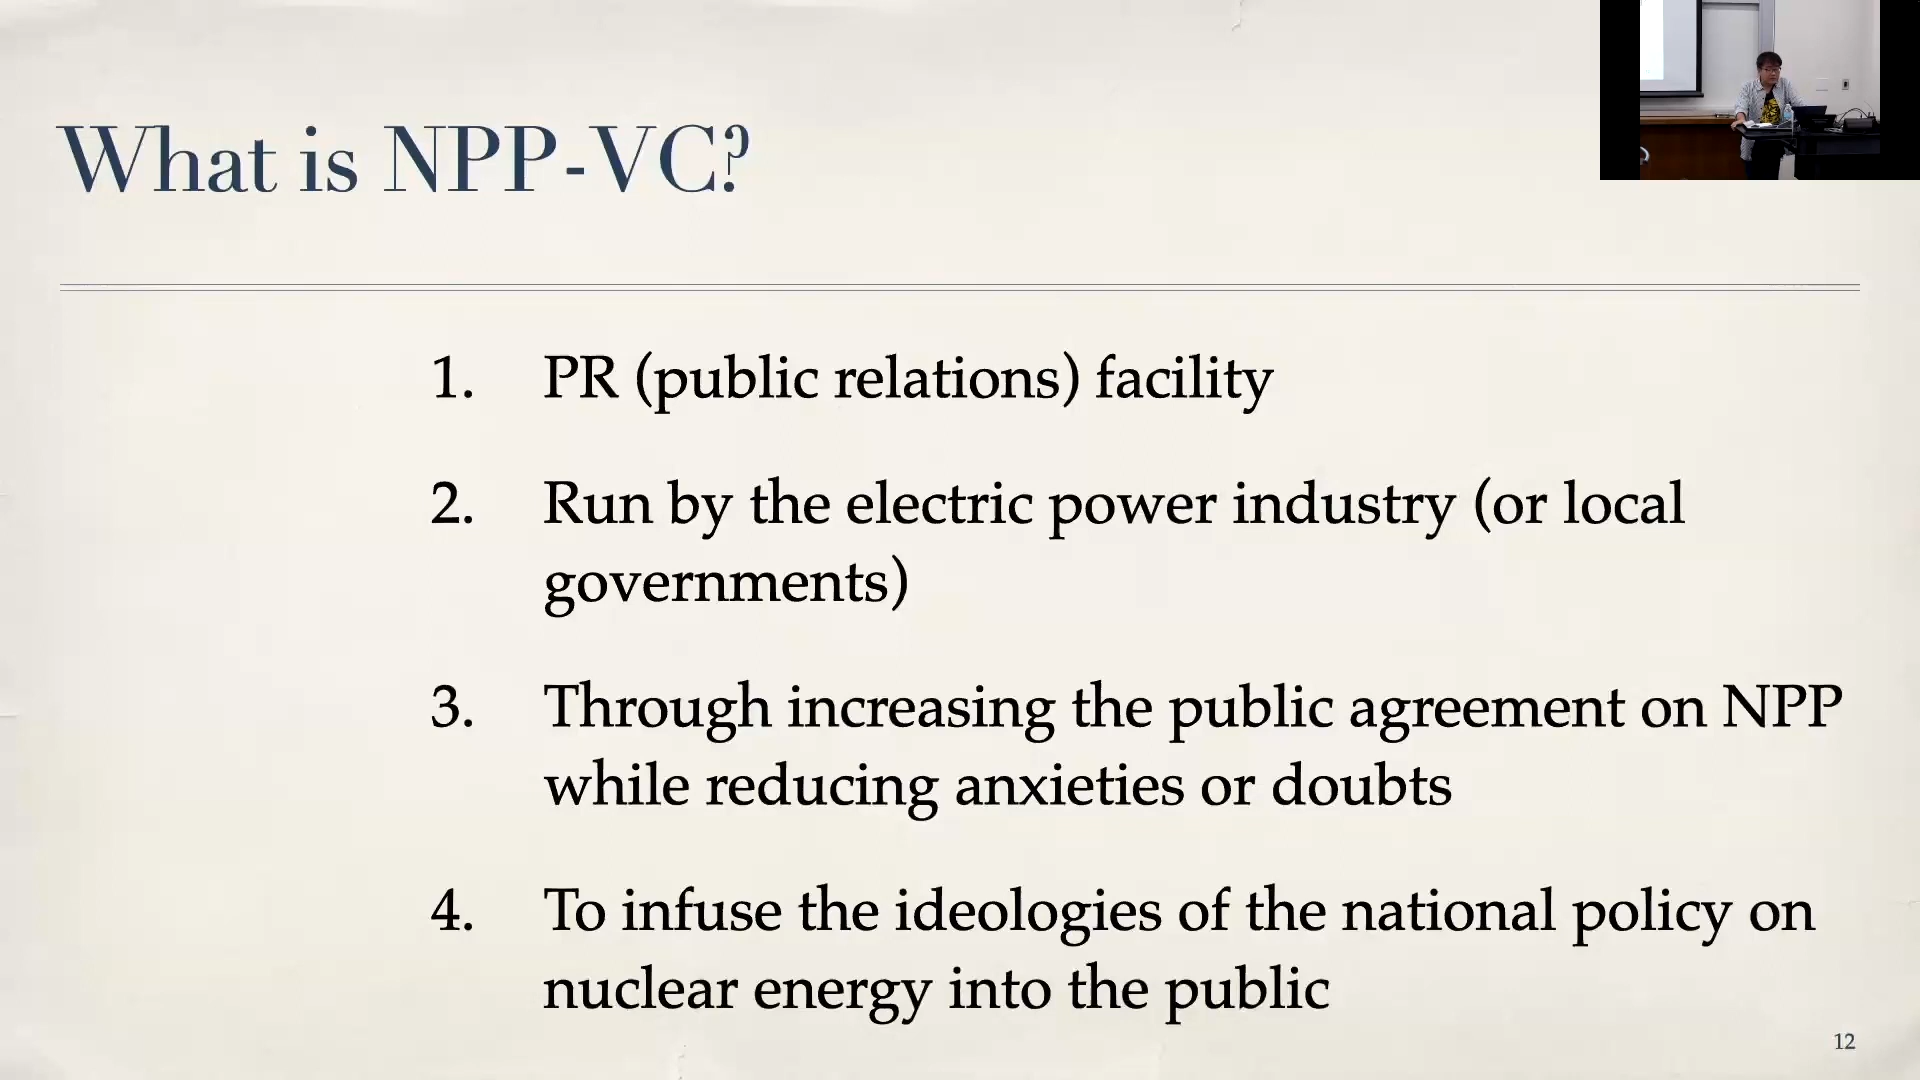 What is NPP-VC?
1. PR (public relations) facility
2. Run by the electric power industry (or local
governments)
3. Through increasing the public agreement on NPP
while reducing anxieties or doubts
4. To infuse the ideologies of the national policy on
nuclear energy into the public
12